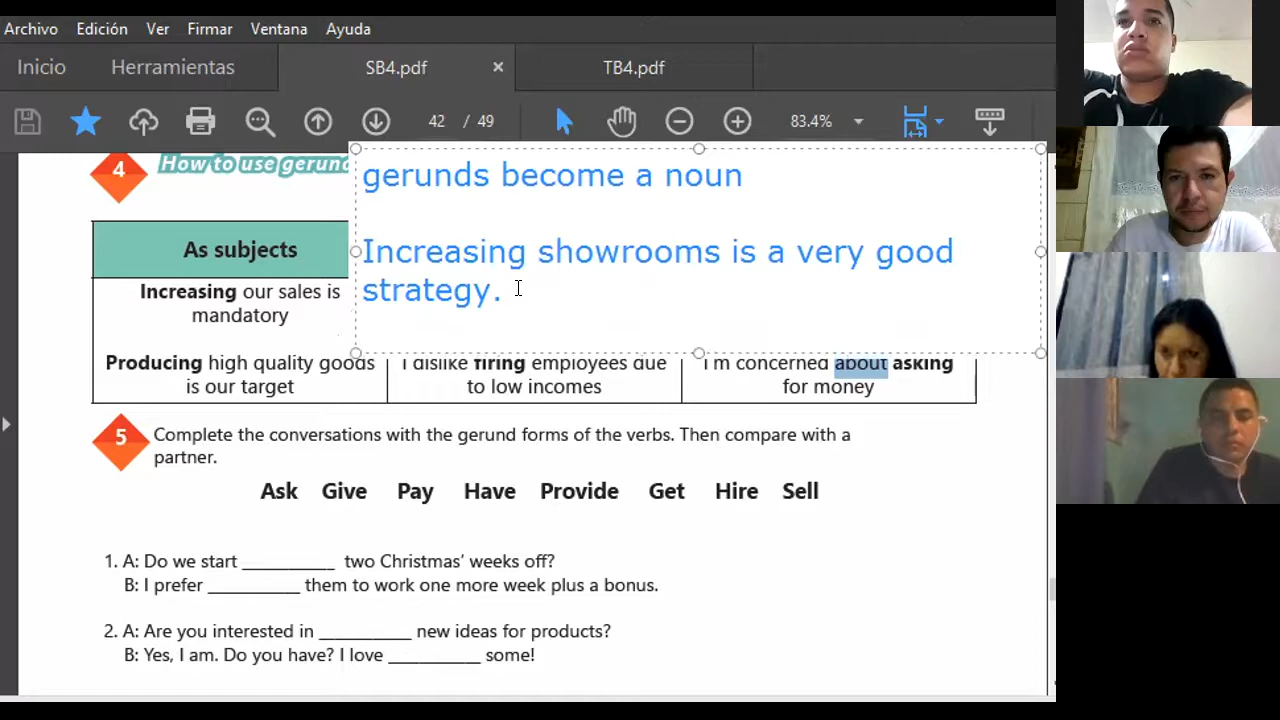 Archivo Edición Ver Firmar Ventana Ayuda
Inicio Herramientas SB4.pdf × TB4.pdf
42 / 49 83.4%
4 How to use gerund
gerunds become a noun
Increasing showrooms is a very good
strategy.
As subjects
Increasing our sales is
mandatory
Producing high quality goods
is our target
I dislike firing employees due
to low incomes
I'm concerned about asking
for money
5 Complete the conversations with the gerund forms of the verbs. Then compare with a
partner.
Ask Give Pay Have Provide Get Hire Sell
1. A: Do we start __________ two Christmas' weeks off?
B: I prefer __________ them to work one more week plus a bonus.
2. A: Are you interested in __________ new ideas for products?
B: Yes, I am. Do you have? I love __________ some!